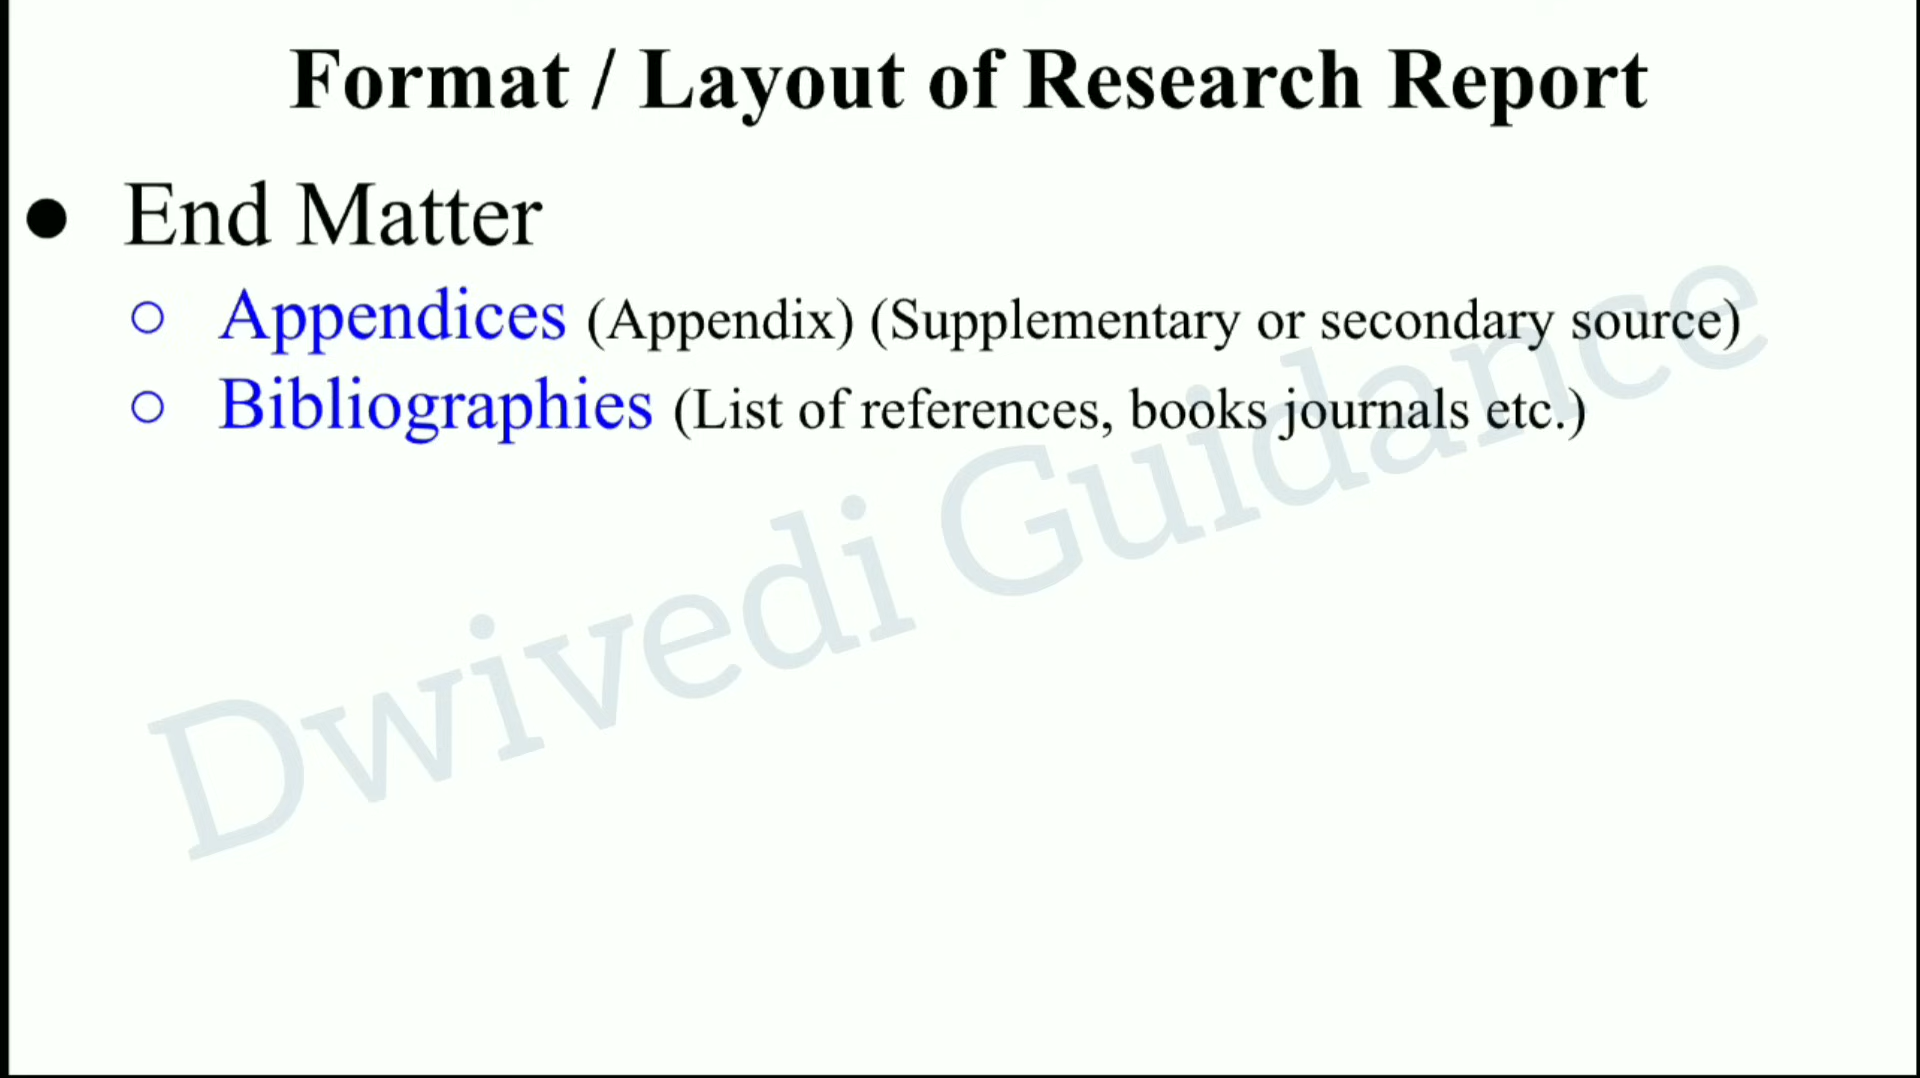 Format / Layout of Research Report
● End Matter
○ Appendices (Appendix) (Supplementary or secondary source)
○ Bibliographies (List of references, books journals etc.)
Dwivedi Guidance